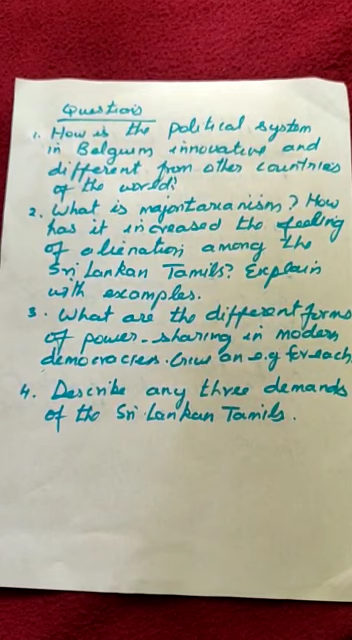 Questions
1. How is the political system
in Belgium innovative and
different from other countries
of the world?
2. What is majoritarianism? How
has it increased the feeling
of alienation among the
Sri Lankan Tamils? Explain
with examples.
3. What are the different forms
of power-sharing in modern
democracies. Give an e.g for each.
4. Describe any three demands
of the Sri Lankan Tamils.